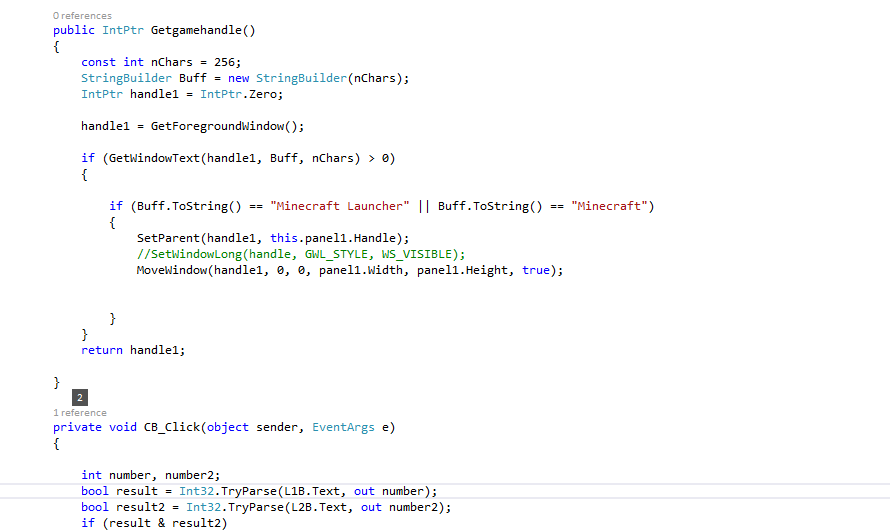 0 references
public IntPtr Getgamehandle()
{
const int nChars = 256;
StringBuilder Buff = new StringBuilder(nChars);
IntPtr handle1 = IntPtr.Zero;
handle1 = GetForegroundWindow();
if (GetWindowText(handle1, Buff, nChars) > 0)
{
if (Buff.ToString() == "Minecraft Launcher" || Buff.ToString() == "Minecraft")
{
SetParent(handle1, this.panel1.Handle);
//SetWindowLong(handle, GWL_STYLE, WS_VISIBLE);
MoveWindow(handle1, 0, 0, panel1.Width, panel1.Height, true);
}
}
return handle1;
}
2
1 reference
private void CB_Click(object sender, EventArgs e)
{
int number, number2;
bool result = Int32.TryParse(L1B.Text, out number);
bool result2 = Int32.TryParse(L2B.Text, out number2);
if (result & result2)